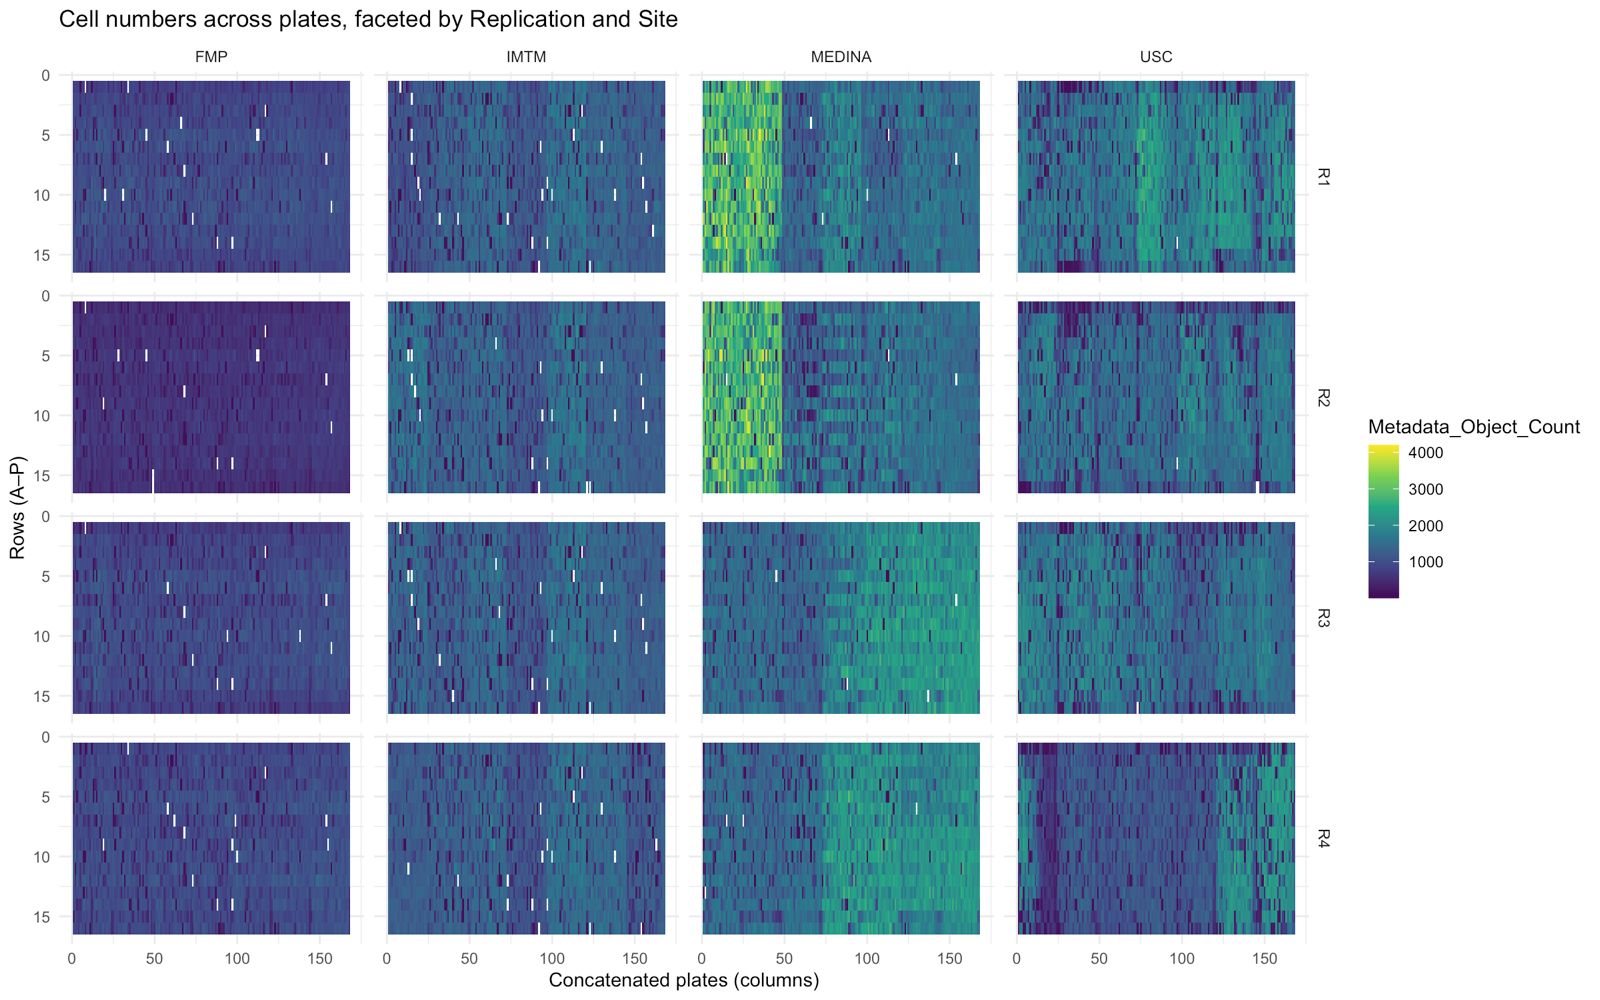 Cell numbers across plates, faceted by Replication and Site
FMP IMTM MEDINA USC
0
5
10
15
R1
0
5
10
15
R2
0
5
10
15
R3
0
5
10
15
R4
Rows (A–P)
0 50 100 150 0 50 100 150 0 50 100 150 0 50 100 150
Concatenated plates (columns)
Metadata_Object_Count
4000
3000
2000
1000